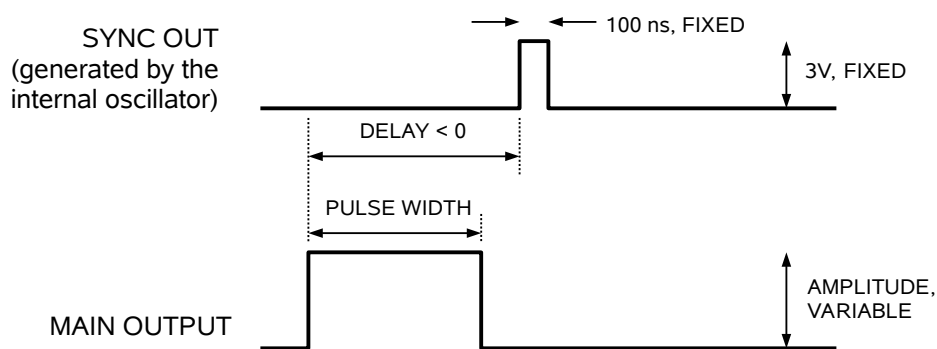 SYNC OUT
(generated by the
internal oscillator)
100 ns, FIXED
3V, FIXED
DELAY < 0
PULSE WIDTH
MAIN OUTPUT
AMPLITUDE,
VARIABLE